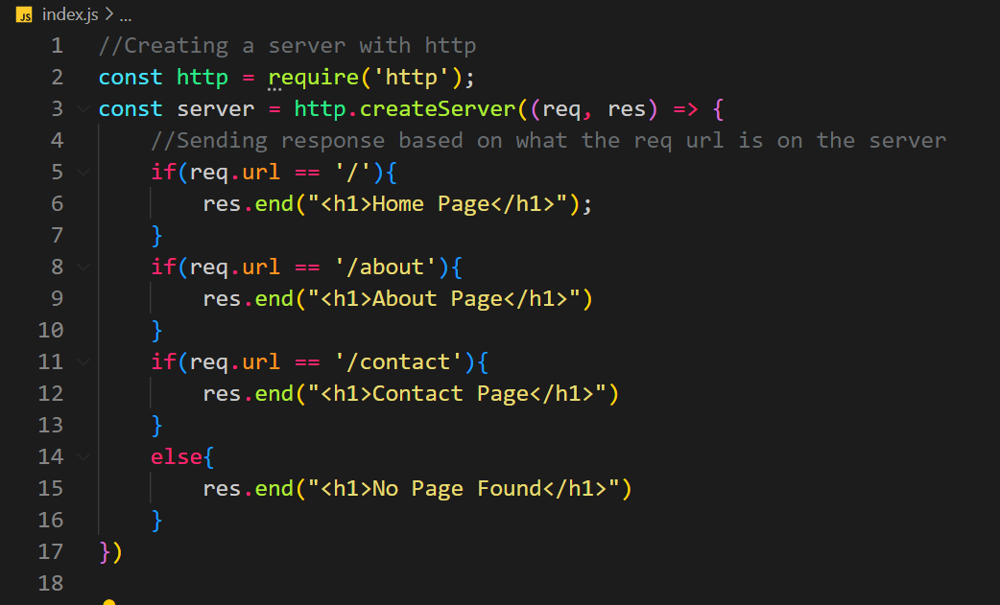 JS index.js > ...
1 //Creating a server with http
2 const http = require('http');
3 const server = http.createServer((req, res) => {
4     //Sending response based on what the req url is on the server
5     if(req.url == '/'){
6         res.end("<h1>Home Page</h1>");
7     }
8     if(req.url == '/about'){
9         res.end("<h1>About Page</h1>")
10     }
11     if(req.url == '/contact'){
12         res.end("<h1>Contact Page</h1>")
13     }
14     else{
15         res.end("<h1>No Page Found</h1>")
16     }
17 })
18